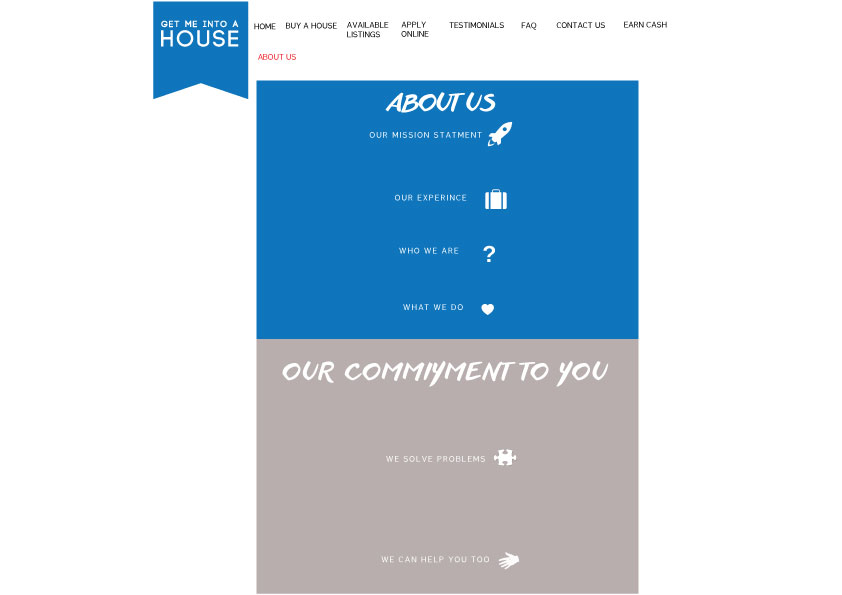 GET ME INTO A
HOUSE
HOME
BUY A HOUSE
AVAILABLE
LISTINGS
APPLY
ONLINE
TESTIMONIALS
FAQ
CONTACT US
EARN CASH
ABOUT US
ABOUT US
OUR MISSION STATMENT
OUR EXPERINCE
WHO WE ARE
?
WHAT WE DO
OUR COMMIYMENT TO YOU
WE SOLVE PROBLEMS
WE CAN HELP YOU TOO